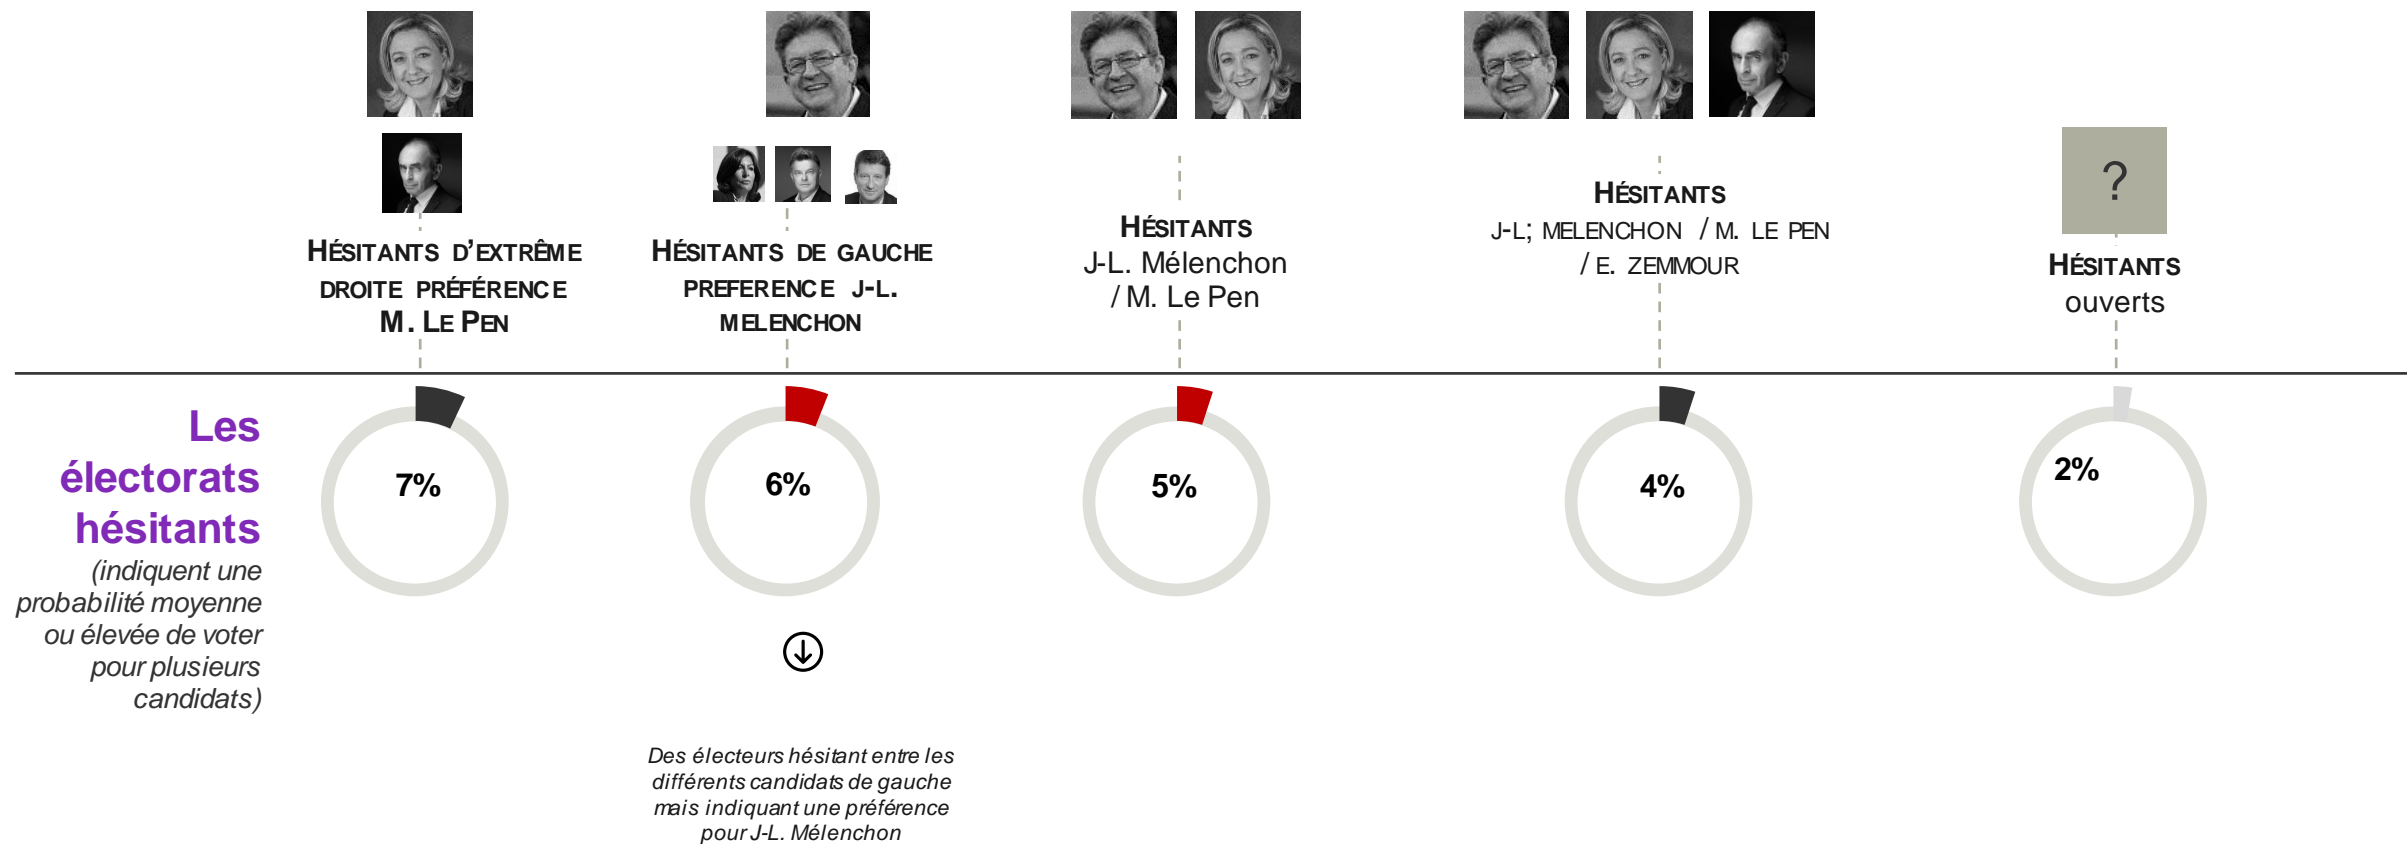 HÉSITANTS D'EXTRÊME
DROITE PRÉFÉRENCE
M. LE PEN
HÉSITANTS DE GAUCHE
PREFERENCE J-L.
MELENCHON
HÉSITANTS
J-L. Mélenchon
/ M. Le Pen
HÉSITANTS
J-L; MELENCHON / M. LE PEN
/ E. ZEMMOUR
?
HÉSITANTS
ouverts
Les
électorats
hésitants
(indiquent une
probabilité moyenne
ou élevée de voter
pour plusieurs
candidats)
7%
6%
5%
4%
2%
Des électeurs hésitant entre les
différents candidats de gauche
mais indiquant une préférence
pour J-L. Mélenchon